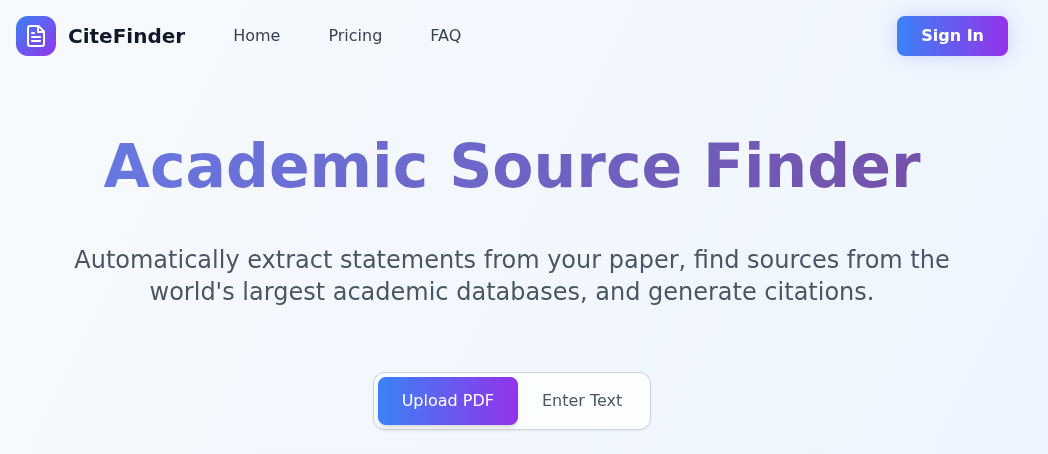 CiteFinder Home Pricing FAQ Sign In
Academic Source Finder
Automatically extract statements from your paper, find sources from the
world's largest academic databases, and generate citations.
Upload PDF Enter Text